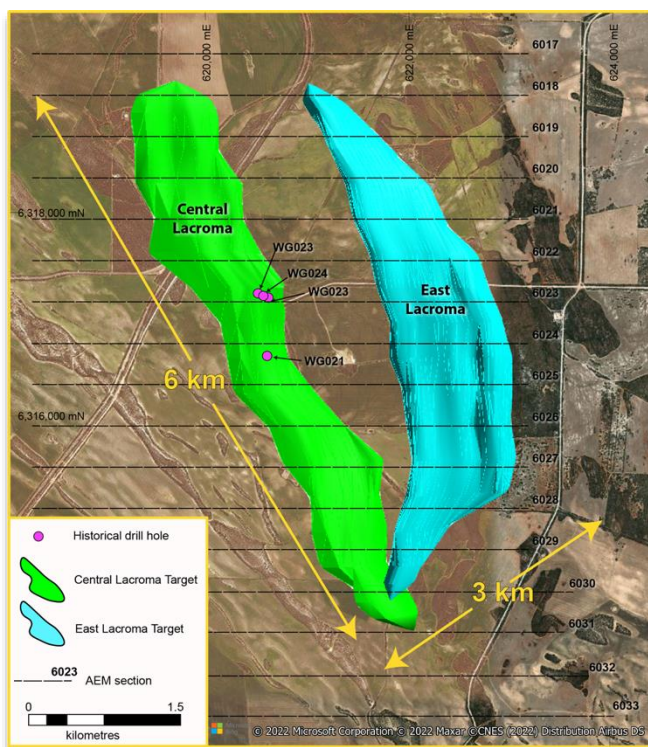 620,000 mE
622,000 mE
624,000 mE
6017
6018
6019
6020
6,318,000 mN
6021
Central
Lacroma
6022
WG023
WG024
WG023
6023
East
Lacroma
6024
WG021
6025
6 km
6,316,000 mN
6026
6027
6028
6029
6030
3 km
6031
6032
6033
Historical drill hole
Central Lacroma Target
East Lacroma Target
6023
AEM section
0
1.5
kilometres
© 2022 Microsoft Corporation © 2022 Maxar ©CNES (2022) Distribution Airbus DS